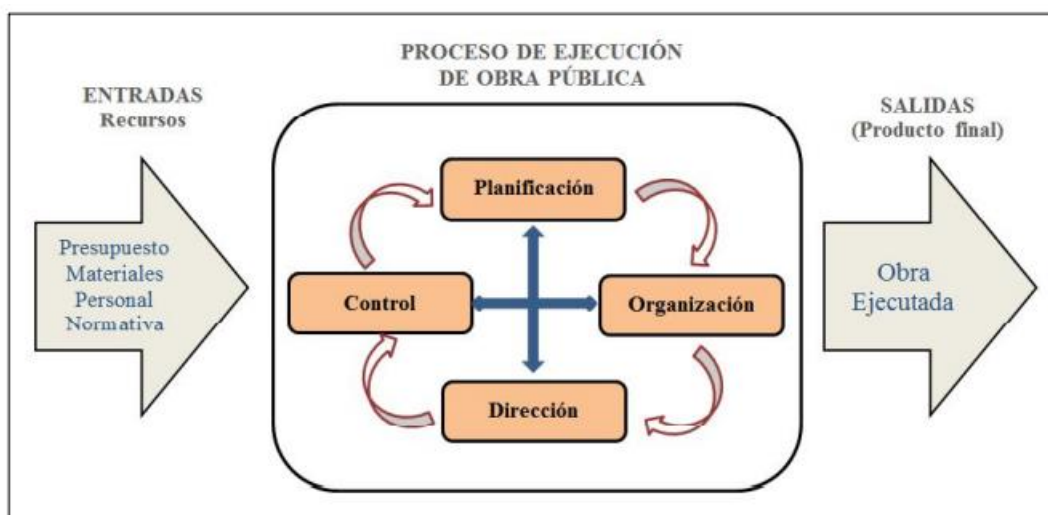 PROCESO DE EJECUCIÓN
DE OBRA PÚBLICA
ENTRADAS
Recursos
SALIDAS
(Producto final)
Presupuesto
Materiales
Personal
Normativa
Planificación
Control
Organización
Dirección
Obra
Ejecutada